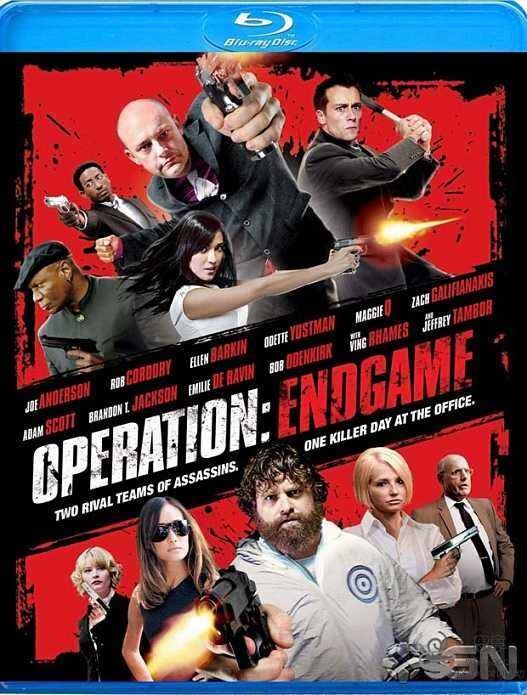 Blu-ray Disc
JOE ANDERSON ROB CORDDRY ELLEN BARKIN ODETTE YUSTMAN MAGGIE Q ZACH GALIFIANAKIS
ADAM SCOTT BRANDON T. JACKSON EMILIE DE RAVIN BOB ODENKIRK WITH VING RHAMES AND JEFFREY TAMBOR
OPERATION: ENDGAME
TWO RIVAL TEAMS OF ASSASSINS. ONE KILLER DAY AT THE OFFICE.